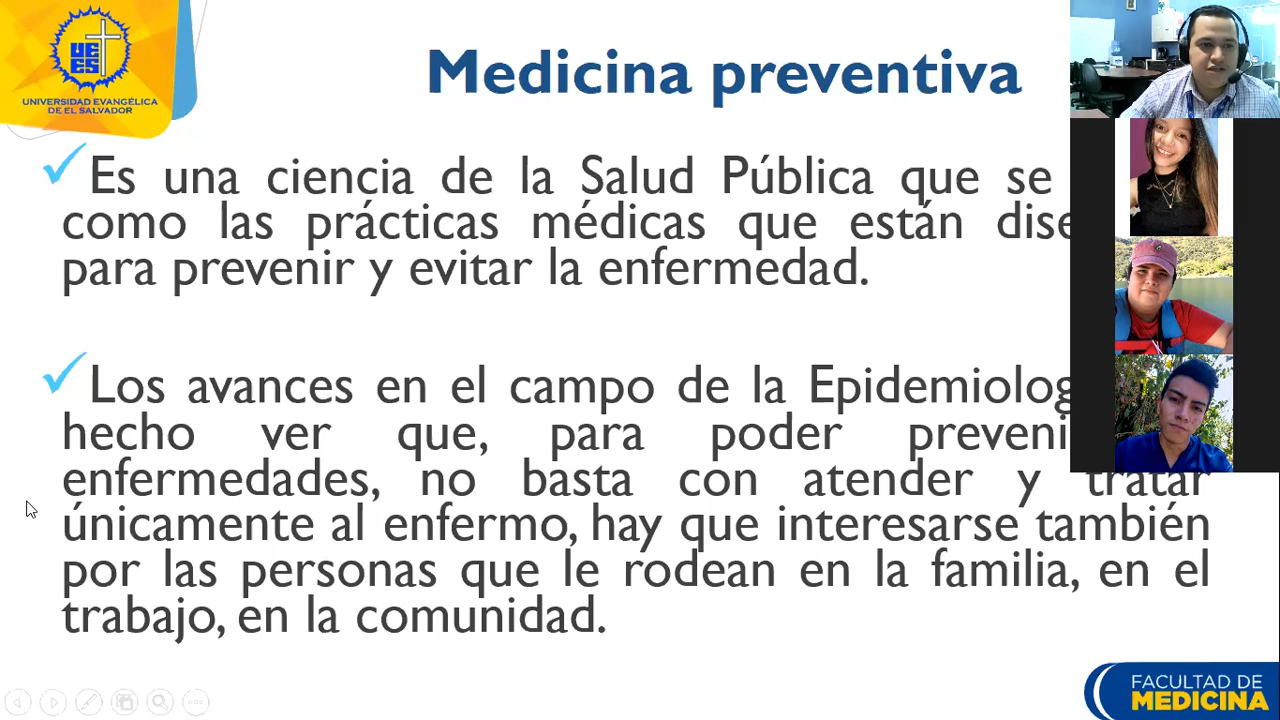 UE
ES
UNIVERSIDAD EVANGÉLICA
DE EL SALVADOR
Medicina preventiva
Es una ciencia de la Salud Pública que se
como las prácticas médicas que están
para prevenir y evitar la enfermedad.
Los avances en el campo de la
hecho ver que, para poder
enfermedades, no basta con atender y tratar
únicamente al enfermo, hay que interesarse también
por las personas que le rodean en la familia, en el
trabajo, en la comunidad.
FACULTAD DE
MEDICINA